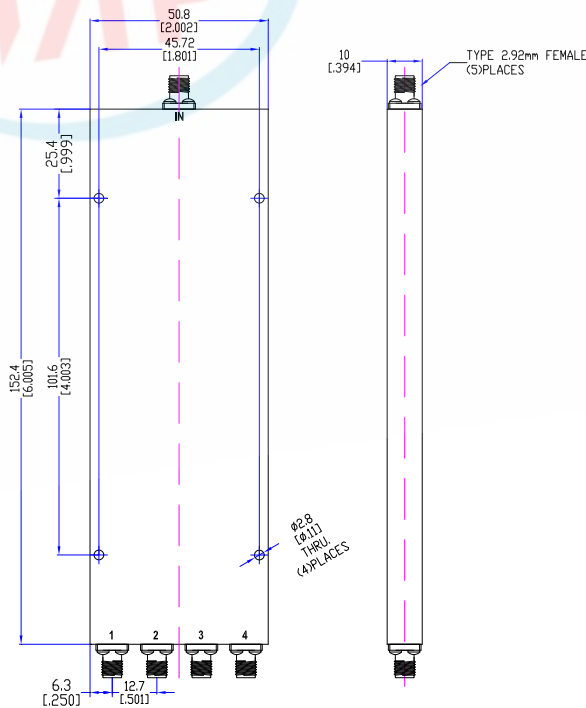 50.8
[2.002]
45.72
[1.801]
10
[.394]
TYPE 2.92mm FEMALE
(5)PLACES
IN
25.4
[.999]
152.4
[6.005]
101.6
[4.003]
Ø2.8
[Ø.11]
THRU.
(4)PLACES
1 2 3 4
6.3
[.250]
12.7
[.501]